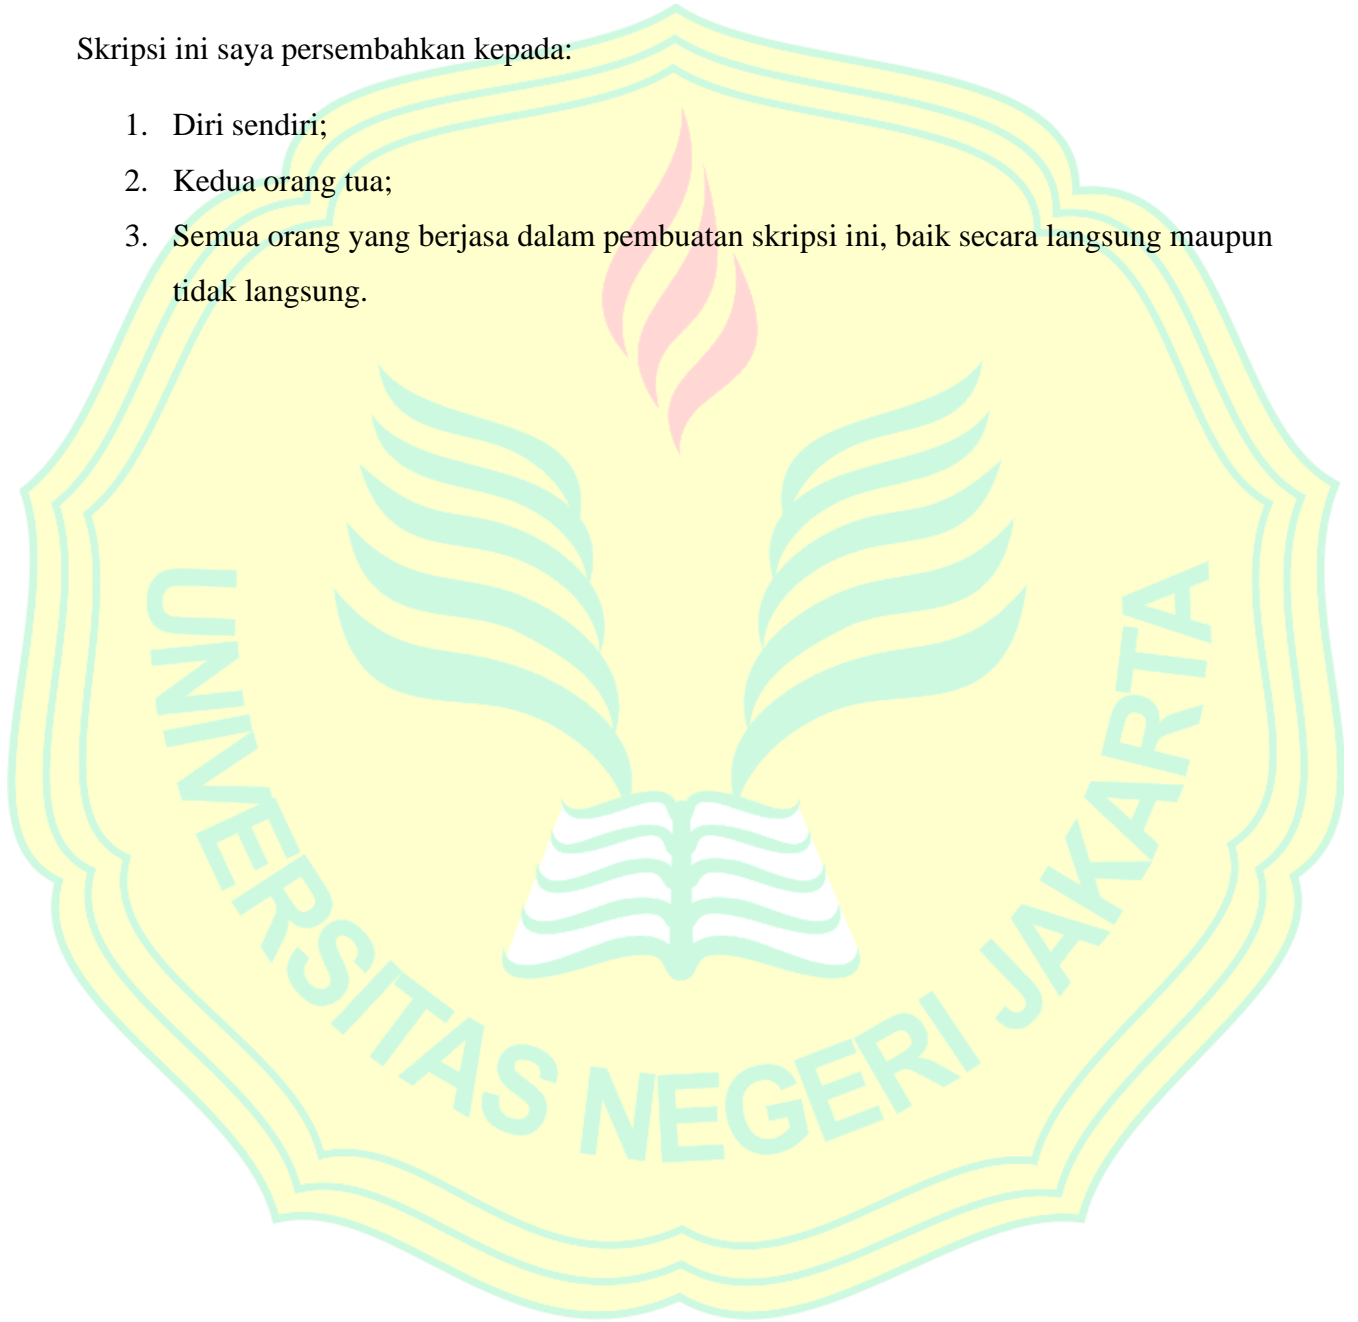 Skripsi ini saya persembahkan kepada:
1. Diri sendiri;
2. Kedua orang tua;
3. Semua orang yang berjasa dalam pembuatan skripsi ini, baik secara langsung maupun
tidak langsung.
UNIVERSITAS NEGERI JAKARTA